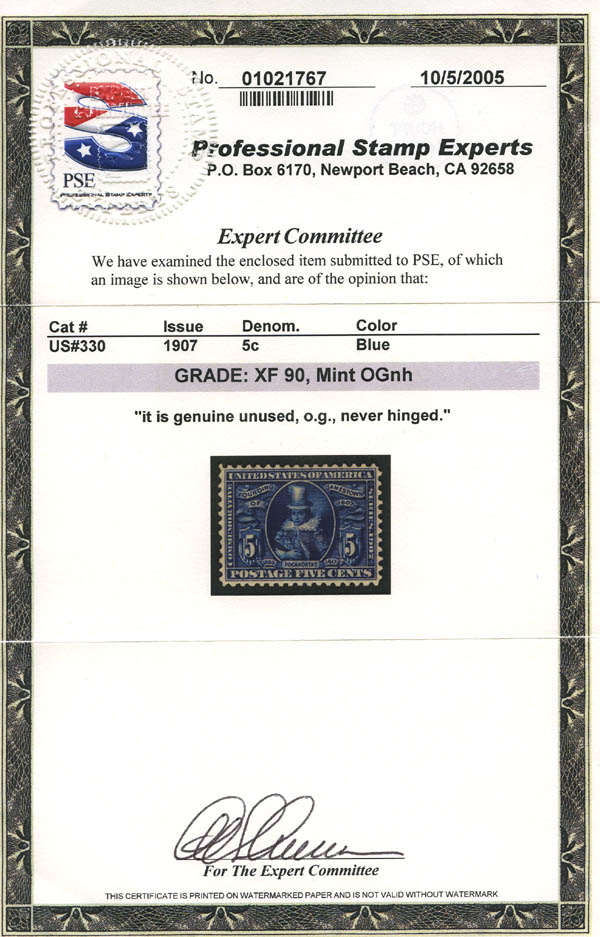 No. 01021767 10/5/2005
PSE
PROFESSIONAL STAMP EXPERTS
Professional Stamp Experts
P.O. Box 6170, Newport Beach, CA 92658
Expert Committee
We have examined the enclosed item submitted to PSE, of which
an image is shown below, and are of the opinion that:
Cat # Issue Denom. Color
US#330 1907 5c Blue
GRADE: XF 90, Mint OGnh
"it is genuine unused, o.g., never hinged."
UNITED STATES OF AMERICA
FOUNDING JAMESTOWN
OF
COMMEMORATIVE
5 5
POCAHONTAS
POSTAGE FIVE CENTS
For The Expert Committee
THIS CERTIFICATE IS PRINTED ON WATERMARKED PAPER AND IS NOT VALID WITHOUT WATERMARK